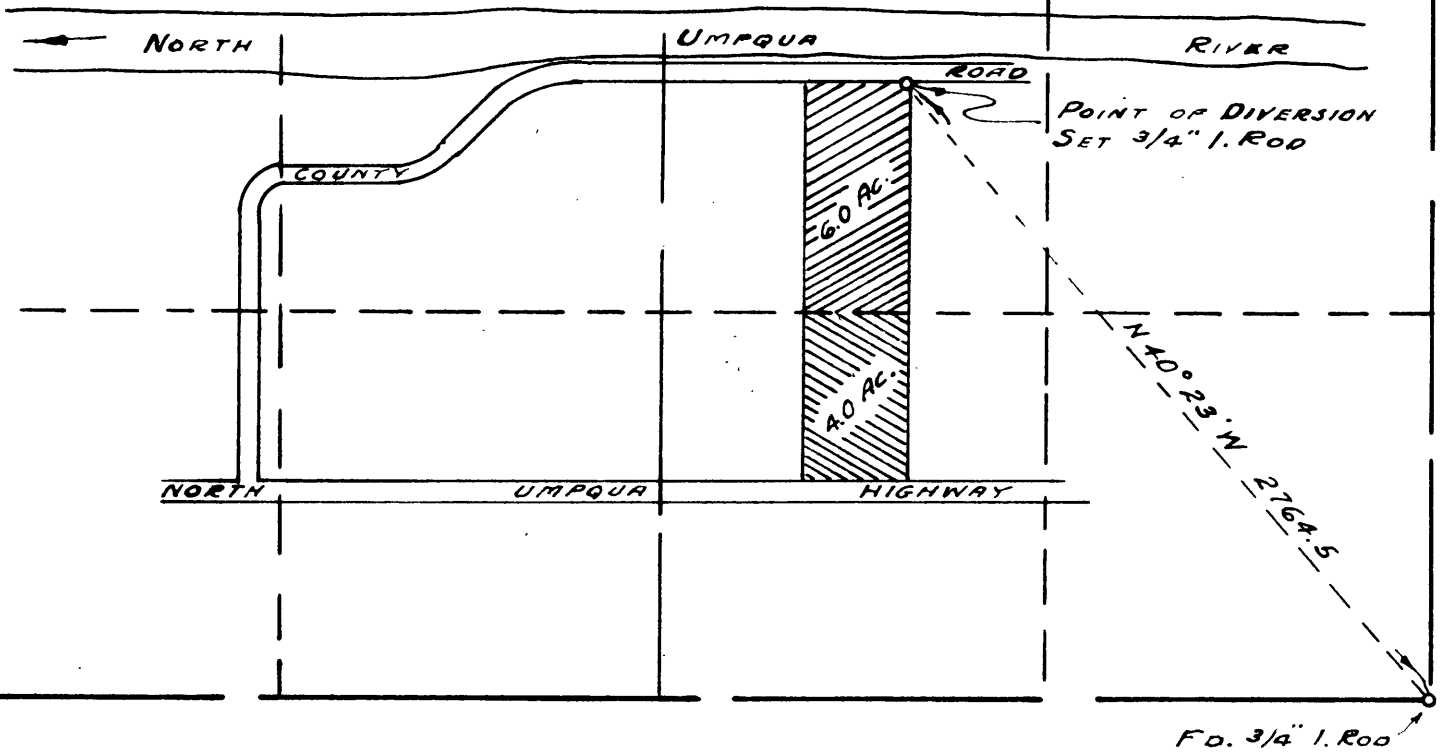 NORTH UMPQUA RIVER
ROAD
POINT OF DIVERSION
SET 3/4" I. ROD
COUNTY
6.0 AC.
N 40° 23' W 2764.5
4.0 AC.
NORTH UMPQUA HIGHWAY
FD. 3/4" I. ROD